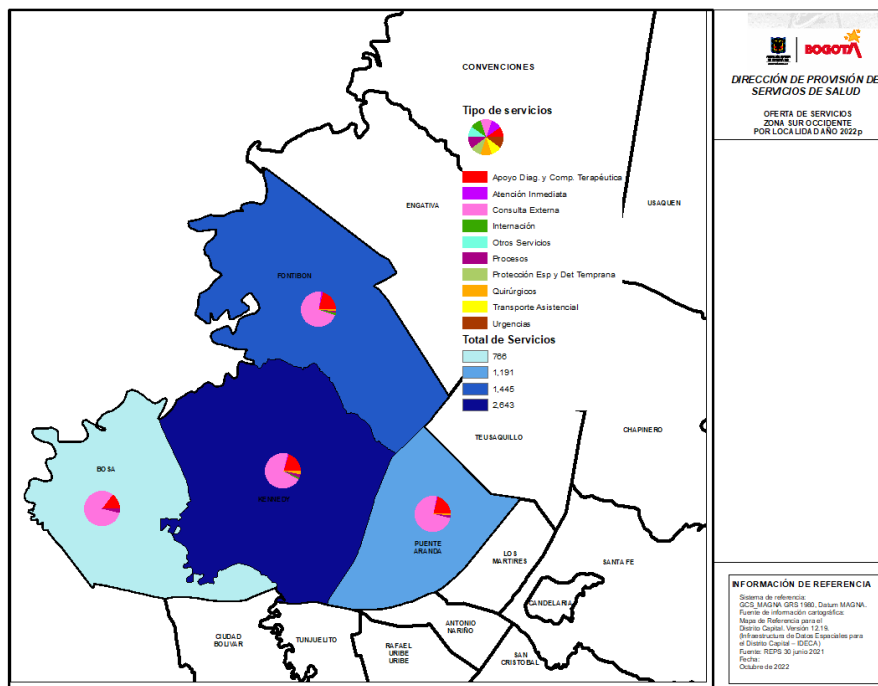 CONVENCIONES
Tipo de servicios
Apoyo Diag. y Comp. Terapéutica
Atención Inmediata
Consulta Externa
Internación
Otros Servicios
Procesos
Protección Esp y Det Temprana
Quirúrgicos
Transporte Asistencial
Urgencias
Total de Servicios
766
1,191
1,445
2,643
ENGATIVA
USAQUEN
FONTIBON
TEUSAQUILLO
CHAPINERO
BOSA
KENNEDY
PUENTE
ARANDA
LOS
MARTIRES
SANTA FE
CANDELARIA
ANTONIO
NARIÑO
CIUDAD
BOLIVAR
TUNJUELITO
RAFAEL
URIBE
URIBE
SAN
CRISTOBAL
BOGOTA
DIRECCIÓN DE PROVISIÓN DE
SERVICIOS DE SALUD
OFERTA DE SERVICIOS
ZONA SUR OCCIDENTE
POR LOCALIDAD AÑO 2022p
INFORMACIÓN DE REFERENCIA
Sistema de referencia:
GCS_MAGNA GRS 1980, Datum MAGNA.
Fuente de información cartográfica:
Mapa de Referencia para el
Distrito Capital. Versión 12.19.
(Infraestructura de Datos Espaciales para
el Distrito Capital – IDECA)
Fuente: REPS 30 junio 2021
Fecha:
Octubre de 2022